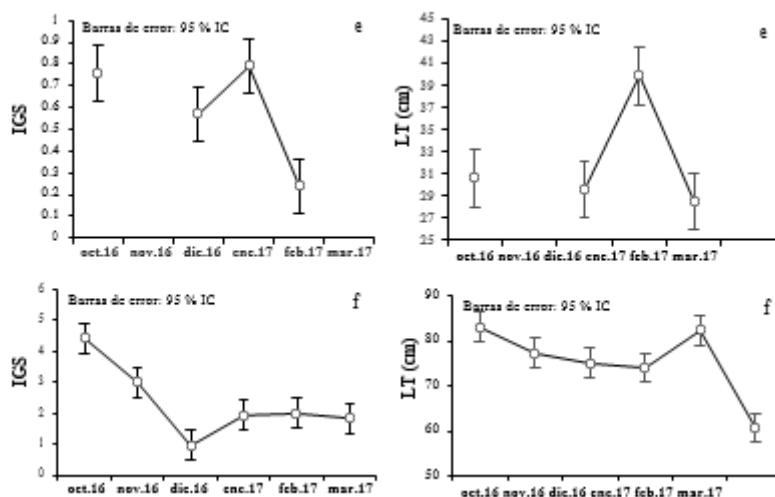 Barras de error: 95 % IC e
IGS
1
0.9
0.8
0.7
0.6
0.5
0.4
0.3
0.2
0.1
0
oct.16 nov.16 dic.16 ene.17 feb.17 mar.17
Barras de error: 95 % IC e
LT (cm)
45
43
41
39
37
35
33
31
29
27
25
oct.16 nov.16 dic.16 ene.17 feb.17 mar.17
Barras de error: 95 % IC f
IGS
6
5
4
3
2
1
0
oct.16 nov.16 dic.16 ene.17 feb.17 mar.17
Barras de error: 95 % IC f
LT (cm)
90
80
70
60
50
oct.16 nov.16 dic.16 ene.17 feb.17 mar.17